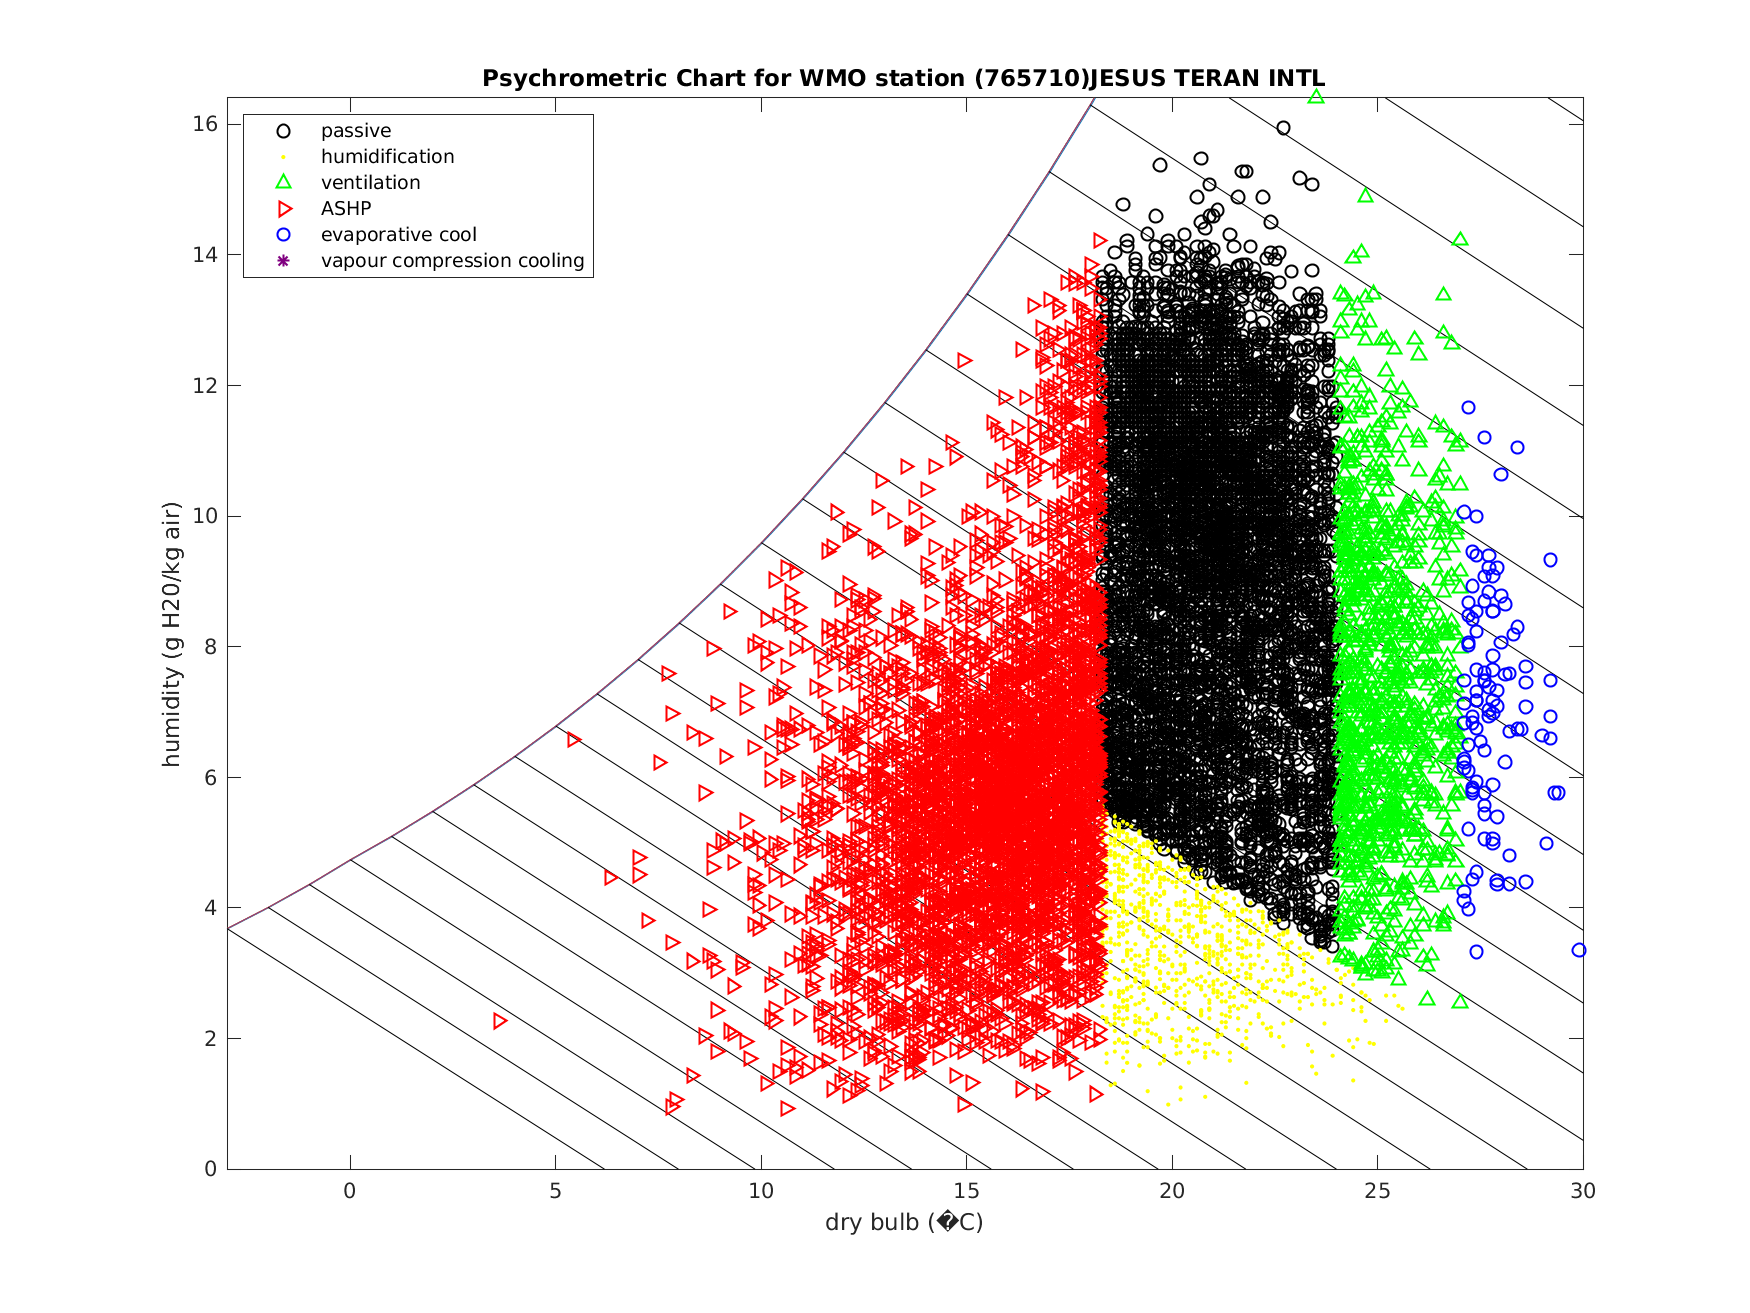 Psychrometric Chart for WMO station (765710)JESUS TERAN INTL
passive
humidification
ventilation
ASHP
evaporative cool
vapour compression cooling
humidity (g H20/kg air)
16
14
12
10
8
6
4
2
0
0 5 10 15 20 25 30
dry bulb (�C)